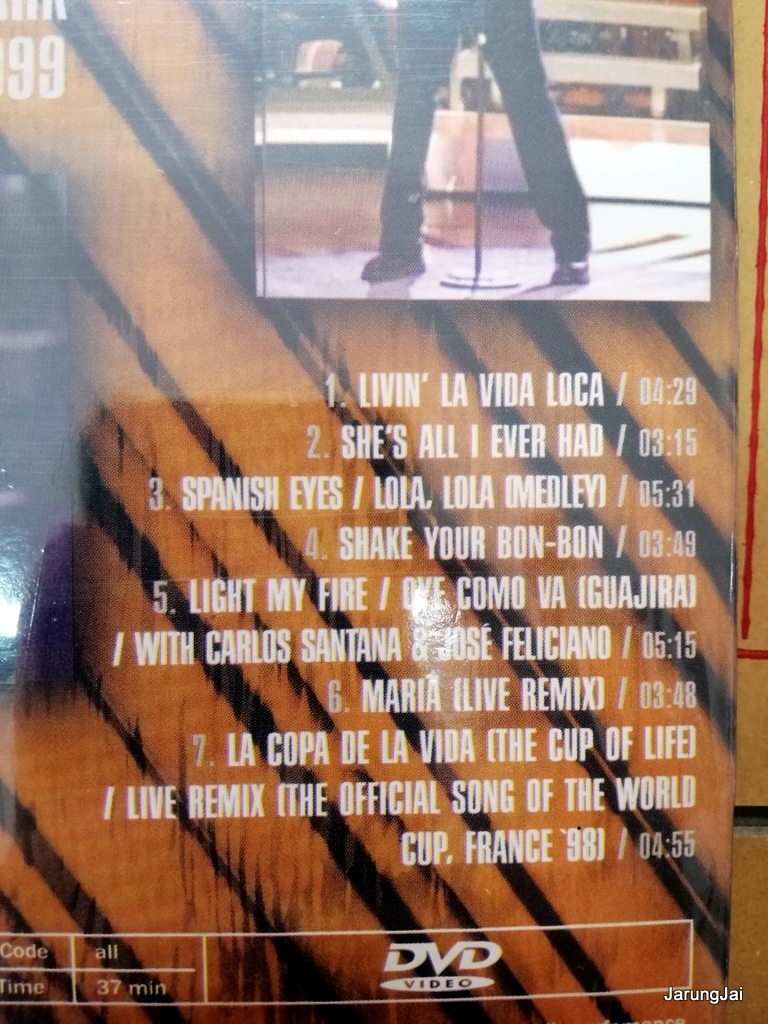 999
1. LIVIN' LA VIDA LOCA / 04:29
2. SHE'S ALL I EVER HAD / 03:15
3. SPANISH EYES / LOLA, LOLA (MEDLEY) / 05:31
4. SHAKE YOUR BON-BON / 03:49
5. LIGHT MY FIRE / OYE COMO VA (GUAJIRA)
/ WITH CARLOS SANTANA & JOSÉ FELICIANO / 05:15
6. MARIA (LIVE REMIX) / 03:48
7. LA COPA DE LA VIDA (THE CUP OF LIFE)
/ LIVE REMIX (THE OFFICIAL SONG OF THE WORLD
CUP, FRANCE '98) / 04:55
Code all
Time 37 min
DVD
VIDEO
JarungJai